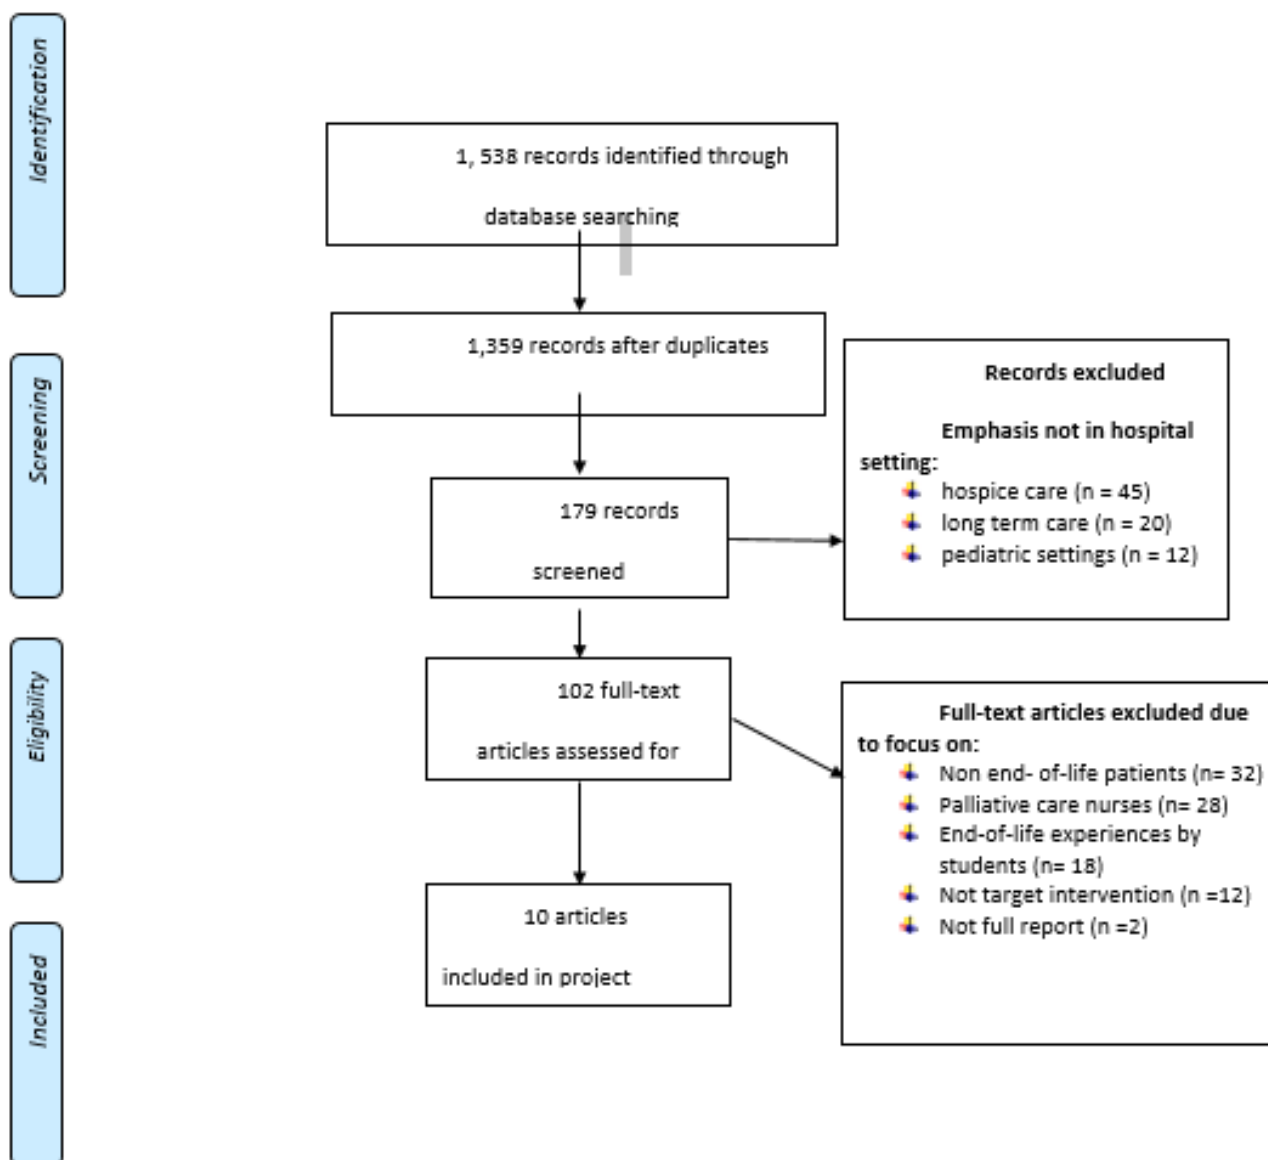 Identification
1, 538 records identified through
database searching
1,359 records after duplicates
Screening
179 records
screened
Records excluded
Emphasis not in hospital
setting:
hospice care (n = 45)
long term care (n = 20)
pediatric settings (n = 12)
Eligibility
102 full-text
articles assessed for
Full-text articles excluded due
to focus on:
Non end- of-life patients (n= 32)
Palliative care nurses (n= 28)
End-of-life experiences by
students (n= 18)
Not target intervention (n =12)
Not full report (n =2)
Included
10 articles
included in project